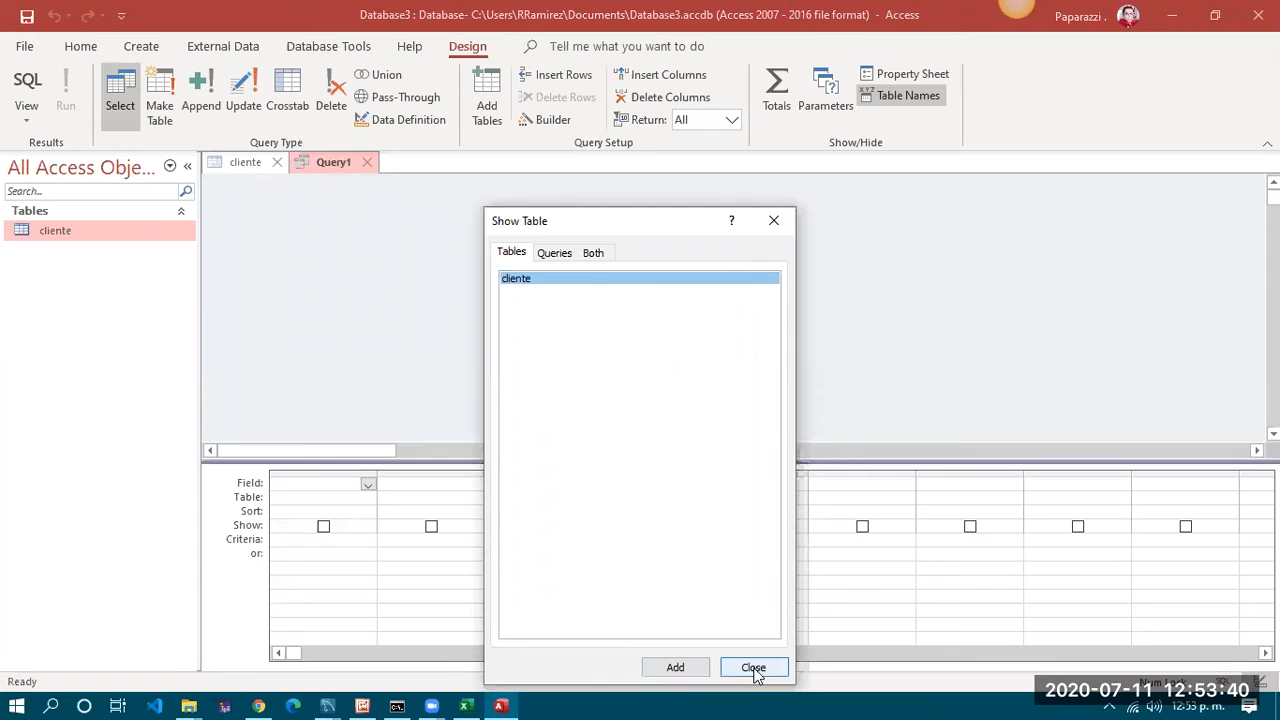 Database3 : Database- C:\Users\RRamirez\Documents\Database3.accdb (Access 2007 - 2016 file format) - Access
Paparazzi .
File Home Create External Data Database Tools Help Design Tell me what you want to do
SQL
View
Run
Results
Select
Make Table
Append
Update
Crosstab
Delete
Union
Pass-Through
Data Definition
Query Type
Add Tables
Insert Rows
Delete Rows
Builder
Insert Columns
Delete Columns
Return: All
Query Setup
Totals
Parameters
Property Sheet
XYZ Table Names
Show/Hide
All Access Obje...
Search...
Tables
cliente
cliente
Query1
Show Table
?
Tables Queries Both
cliente
Add
Close
Field:
Table:
Sort:
Show:
Criteria:
or:
Ready
Num Lock
2020-07-11 12:53:40
12:53 p. m.